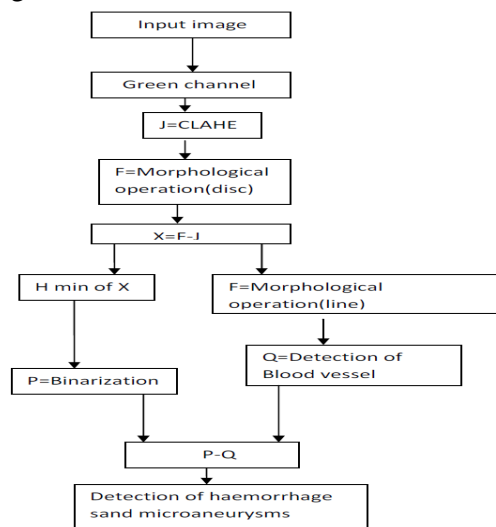 Input image
Green channel
J=CLAHE
F=Morphological
operation(disc)
X=F-J
H min of X
F=Morphological
operation(line)
Q=Detection of
Blood vessel
P=Binarization
P-Q
Detection of haemorrhage
sand microaneurysms